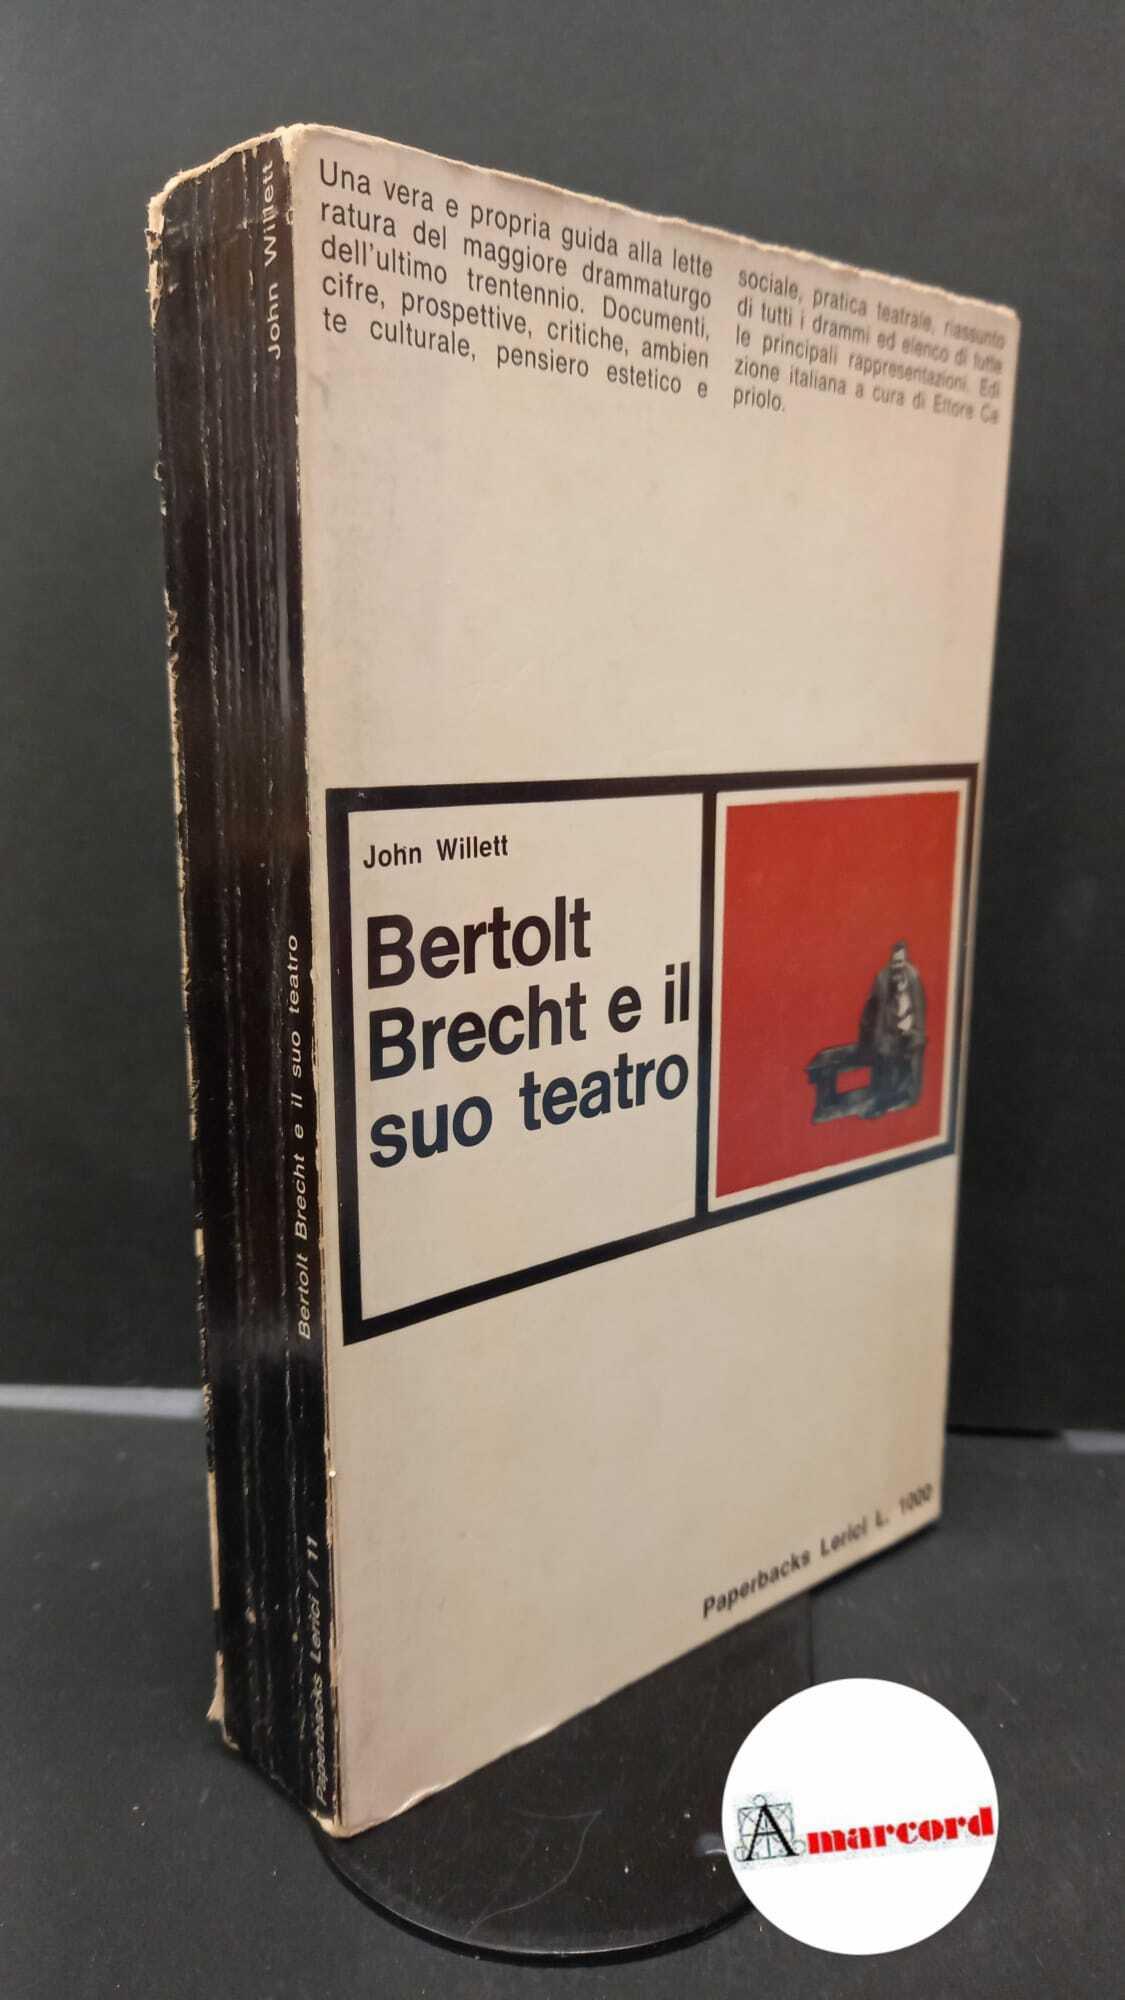 Una vera e propria guida alla lette
ratura del maggiore drammaturgo
dell'ultimo trentennio. Documenti,
cifre, prospettive, critiche, ambien
te culturale, pensiero estetico e
sociale, pratica teatrale, riassunto
di tutti i drammi ed elenco di tutte
le principali rappresentazioni. Edi
zione italiana a cura di Ettore Ca
priolo.
John Willett
Bertolt
Brecht e il
suo teatro
Paperbacks Lerici L. 1000
John Willett
Bertolt Brecht e il suo teatro
Paperbacks Lerici / 11
Amarcord